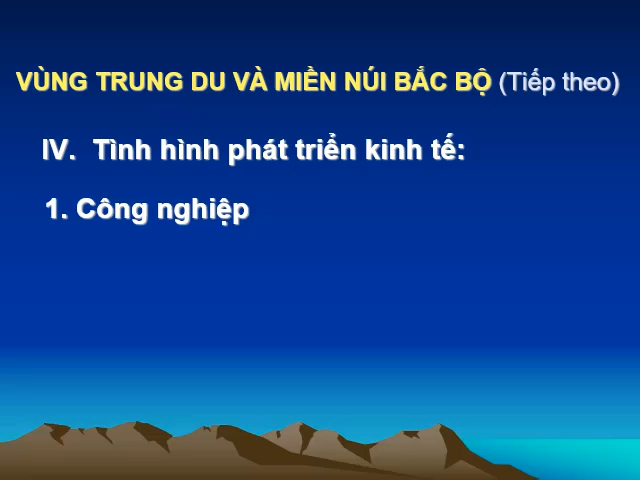 VÙNG TRUNG DU VÀ MIỀN NÚI BẮC BỘ (Tiếp theo)
IV. Tình hình phát triển kinh tế:
1. Công nghiệp